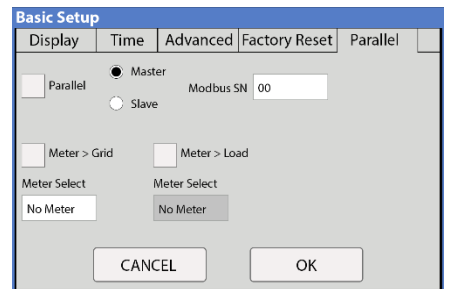 Basic Setup
Display Time Advanced Factory Reset Parallel
Master
Parallel Modbus SN 00
Slave
Meter > Grid Meter > Load
Meter Select Meter Select
No Meter No Meter
CANCEL OK